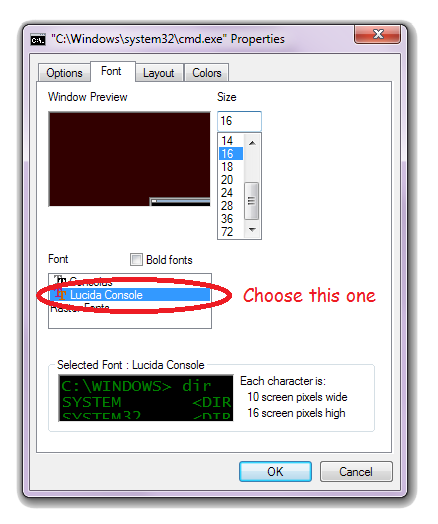 "C:\Windows\system32\cmd.exe" Properties
Options Font Layout Colors
Window Preview
Size
16
14
16
18
20
24
28
36
72
Font
Bold fonts
Consolas
Lucida Console
Choose this one
Raster Fonts
Selected Font : Lucida Console
C:\WINDOWS> dir
SYSTEM <DIR
SYSTEM32 <DIR
Each character is:
10 screen pixels wide
16 screen pixels high
OK Cancel